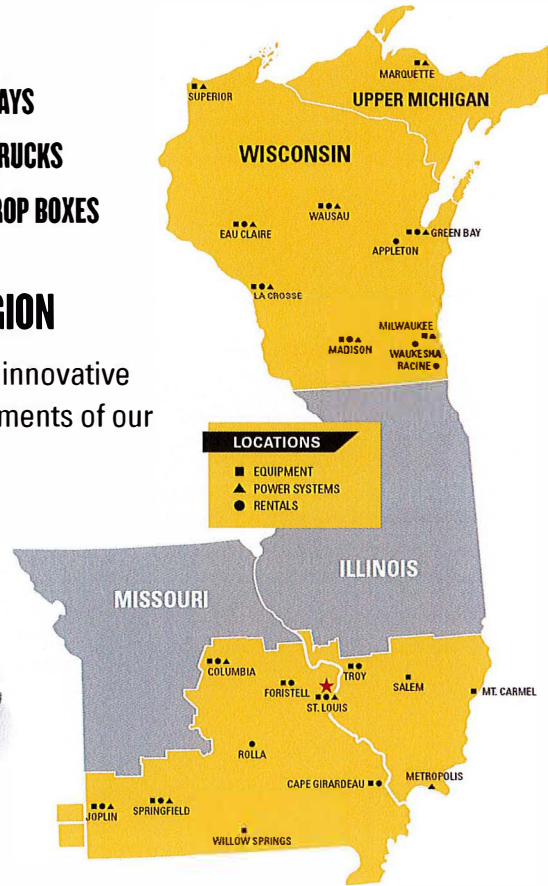 AYS
RUCKS
ROP BOXES
GION
innovative
ments of our
MARQUETTE
SUPERIOR
UPPER MICHIGAN
WISCONSIN
WAUSAU
EAU CLAIRE
GREEN BAY
APPLETON
LA CROSSE
MILWAUKEE
MADISON
WAUKESHA
RACINE
LOCATIONS
EQUIPMENT
POWER SYSTEMS
RENTALS
ILLINOIS
MISSOURI
COLUMBIA
TROY
FORISTELL
SALEM
MT. CARMEL
ST. LOUIS
ROLLA
METROPOLIS
CAPE GIRARDEAU
JOPLIN
SPRINGFIELD
WILLOW SPRINGS